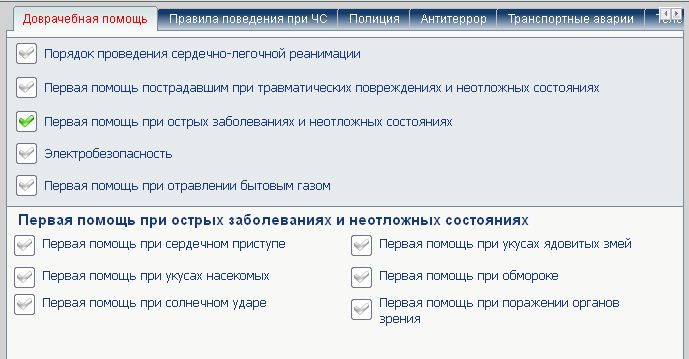 Доврачебная помощь Правила поведения при ЧС Полиция Антитеррор Транспортные аварии
Порядок проведения сердечно-легочной реанимации
Первая помощь пострадавшим при травматических повреждениях и неотложных состояниях
Первая помощь при острых заболеваниях и неотложных состояниях
Электробезопасность
Первая помощь при отравлении бытовым газом
Первая помощь при острых заболеваниях и неотложных состояниях
Первая помощь при сердечном приступе
Первая помощь при укусах ядовитых змей
Первая помощь при укусах насекомых
Первая помощь при обмороке
Первая помощь при солнечном ударе
Первая помощь при поражении органов
зрения